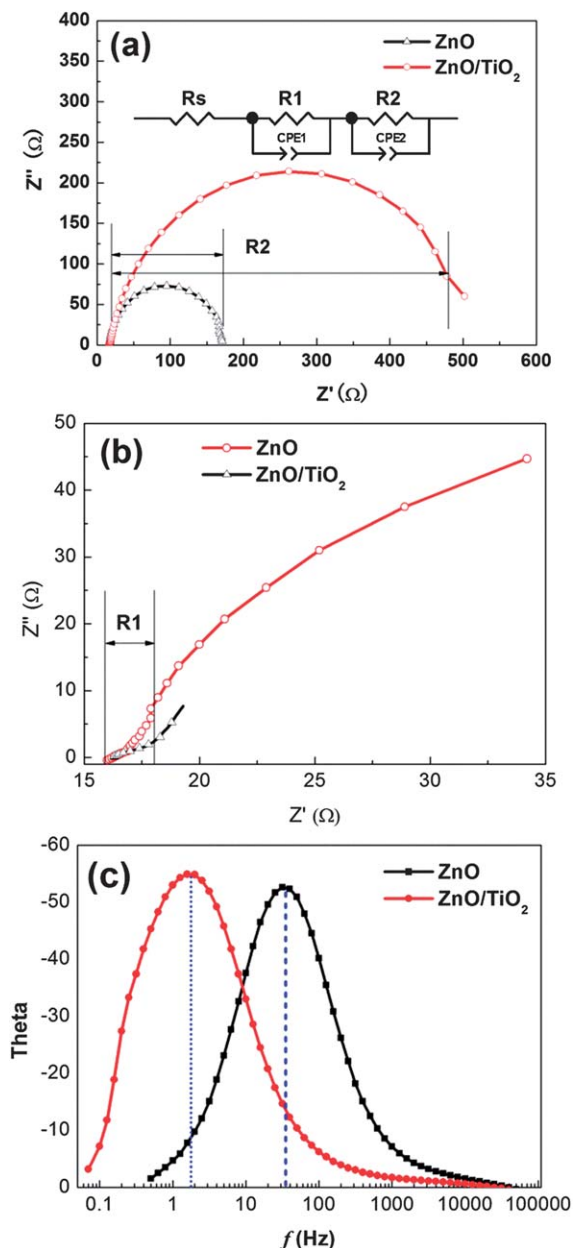 (a)
ZnO
ZnO/TiO₂
Rs R1 R2
CPE1 CPE2
R2
Z'' (Ω)
400
350
300
250
200
150
100
50
0
0 100 200 300 400 500 600
Z' (Ω)
(b)
ZnO
ZnO/TiO₂
R1
Z'' (Ω)
50
40
30
20
10
0
15 20 25 30 35
Z' (Ω)
(c)
ZnO
ZnO/TiO₂
Theta
-60
-50
-40
-30
-20
-10
0
0.1 1 10 100 1000 10000 100000
f (Hz)